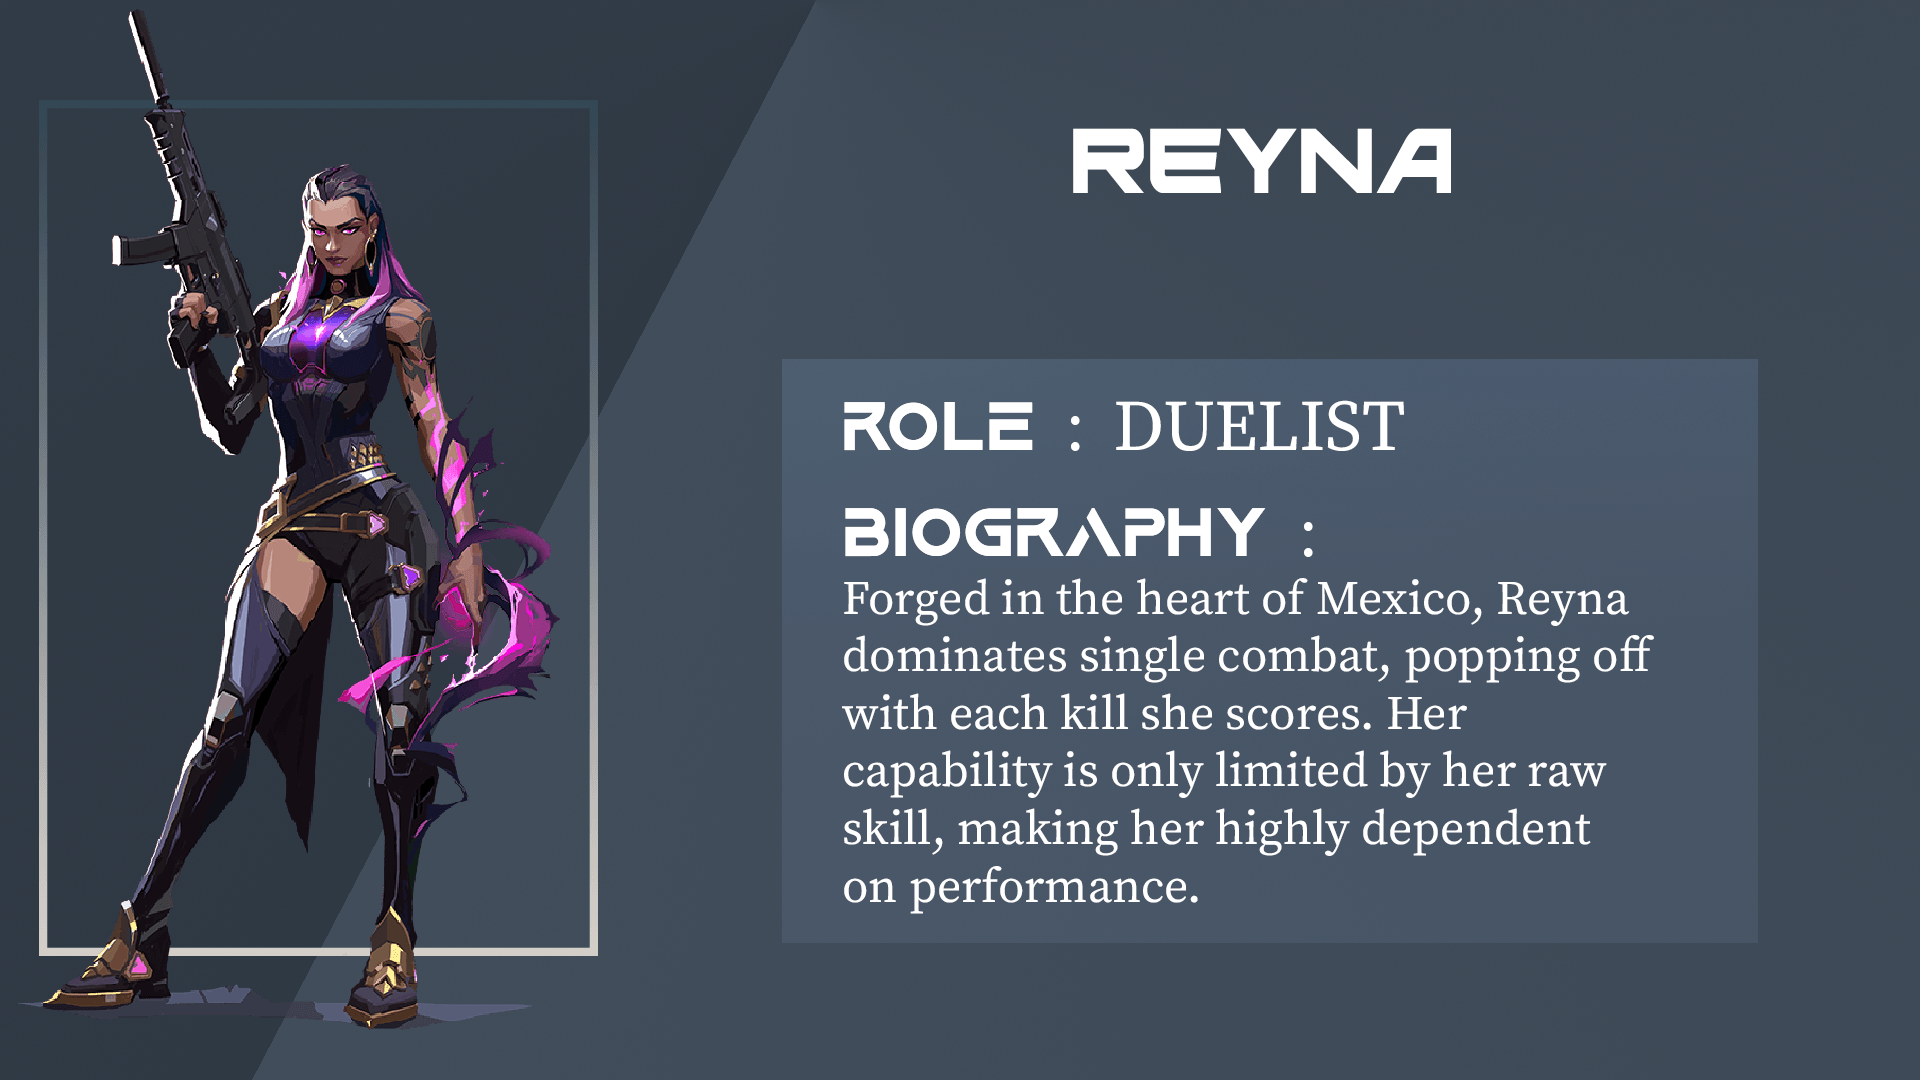 REYNA
ROLE : DUELIST
BIOGRAPHY :
Forged in the heart of Mexico, Reyna
dominates single combat, popping off
with each kill she scores. Her
capability is only limited by her raw
skill, making her highly dependent
on performance.